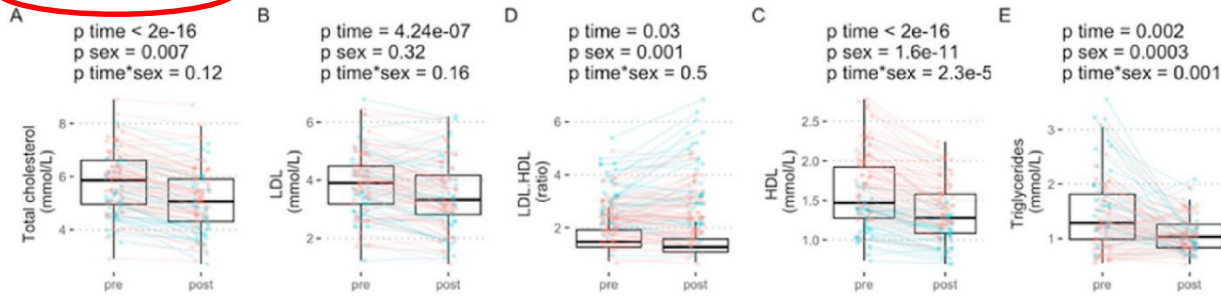 A
p time < 2e-16
p sex = 0.007
p time*sex = 0.12
Total cholesterol
(mmol/L)
8
6
4
pre
post
B
p time = 4.24e-07
p sex = 0.32
p time*sex = 0.16
LDL
(mmol/L)
6
4
2
pre
post
D
p time = 0.03
p sex = 0.001
p time*sex = 0.5
LDL.HDL
(ratio)
6
4
2
pre
post
C
p time < 2e-16
p sex = 1.6e-11
p time*sex = 2.3e-5
HDL
(mmol/L)
2.5
2.0
1.5
1.0
pre
post
E
p time = 0.002
p sex = 0.0003
p time*sex = 0.001
Triglycerides
(mmol/L)
3
2
1
pre
post